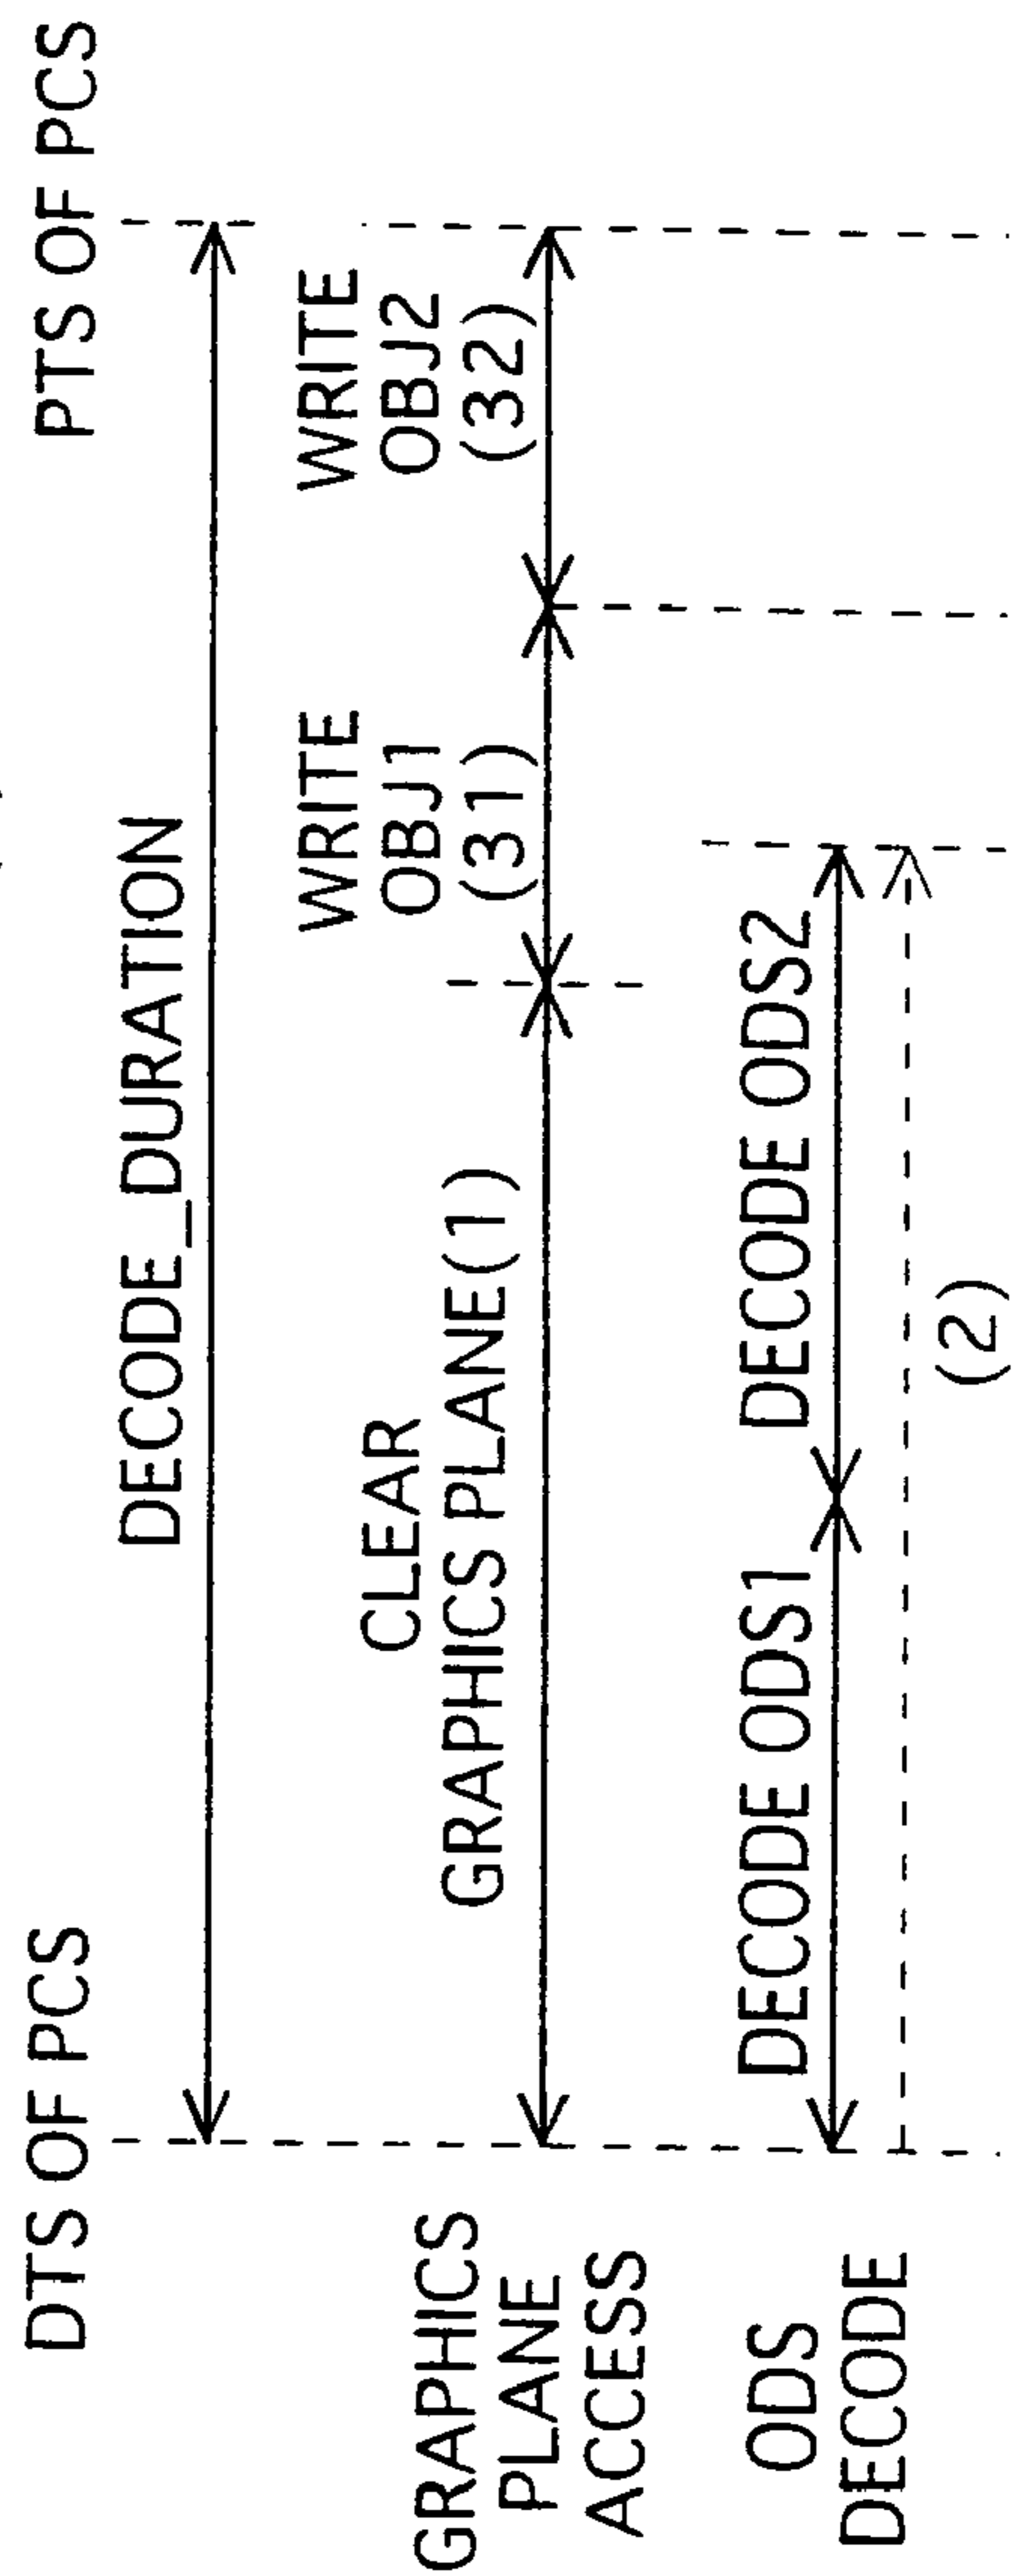 DTS OF PCS
PTS OF PCS
DECODE_DURATION
GRAPHICS
PLANE
ACCESS
CLEAR
GRAPHICS PLANE(1)
WRITE
OBJ1
(31)
WRITE
OBJ2
(32)
ODS
DECODE
DECODE ODS1
DECODE ODS2
(2)